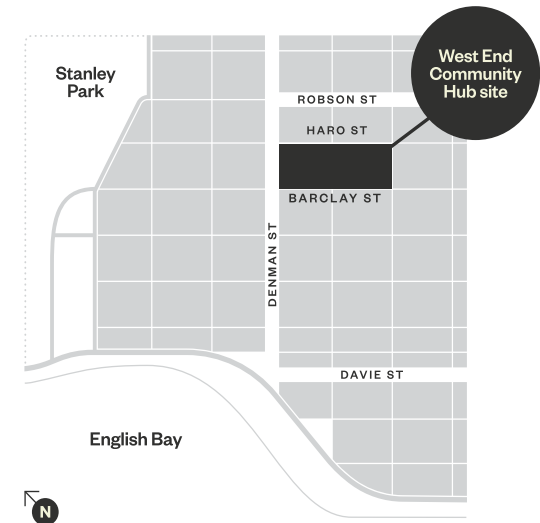 West End
Community
Hub site
Stanley
Park
ROBSON ST
HARO ST
BARCLAY ST
DENMAN ST
DAVIE ST
English Bay
N